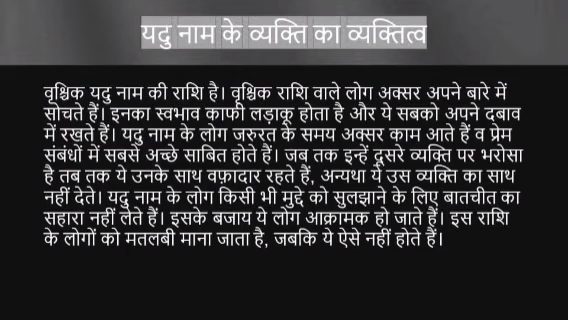 यदु नाम के व्यक्ति का व्यक्तित्व
वृश्चिक यदु नाम की राशि है। वृश्चिक राशि वाले लोग अक्सर अपने बारे में
सोचते हैं। इनका स्वभाव काफी लड़ाकू होता है और ये सबको अपने दबाव
में रखते हैं। यदु नाम के लोग जरुरत के समय अक्सर काम आते हैं व प्रेम
संबंधों में सबसे अच्छे साबित होते हैं। जब तक इन्हें दूसरे व्यक्ति पर भरोसा
है तब तक ये उनके साथ वफ़ादार रहते हैं, अन्यथा ये उस व्यक्ति का साथ
नहीं देते। यदु नाम के लोग किसी भी मुद्दे को सुलझाने के लिए बातचीत का
सहारा नहीं लेते हैं। इसके बजाय ये लोग आक्रामक हो जाते हैं। इस राशि
के लोगों को मतलबी माना जाता है, जबकि ये ऐसे नहीं होते हैं।